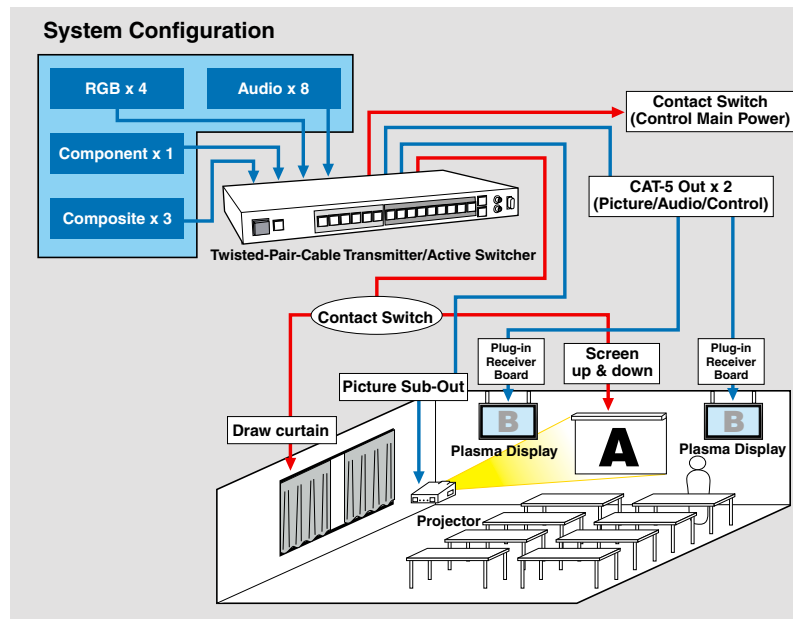 System Configuration
RGB x 4
Audio x 8
Component x 1
Composite x 3
Contact Switch
(Control Main Power)
CAT-5 Out x 2
(Picture/Audio/Control)
Twisted-Pair-Cable Transmitter/Active Switcher
Contact Switch
Plug-in
Receiver
Board
Screen
up & down
Plug-in
Receiver
Board
Picture Sub-Out
Draw curtain
B
Plasma Display
A
B
Plasma Display
Projector